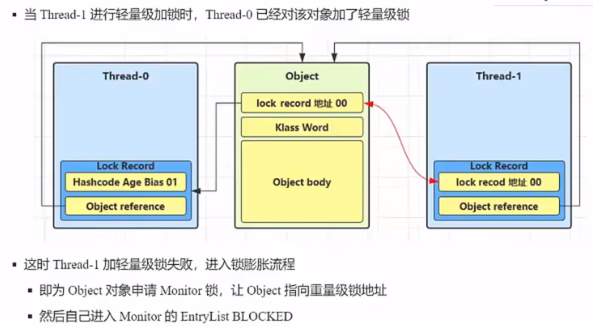 当 Thread-1 进行轻量级加锁时，Thread-0 已经对该对象加了轻量级锁
Thread-0
Object
Thread-1
lock record 地址 00
Klass Word
Object body
Lock Record
Hashcode Age Bias 01
Object reference
Lock Record
lock recod 地址 00
Object reference
这时 Thread-1 加轻量级锁失败，进入锁膨胀流程
即为 Object 对象申请 Monitor 锁，让 Object 指向重量级锁地址
然后自己进入 Monitor 的 EntryList BLOCKED